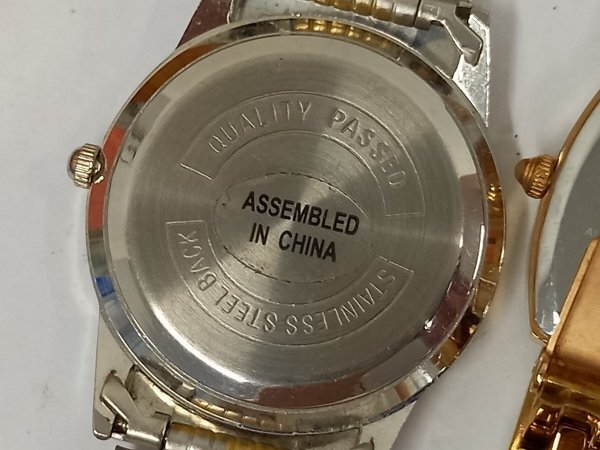 QUALITY PASSED
ASSEMBLED
IN CHINA
STAINLESS STEEL BACK